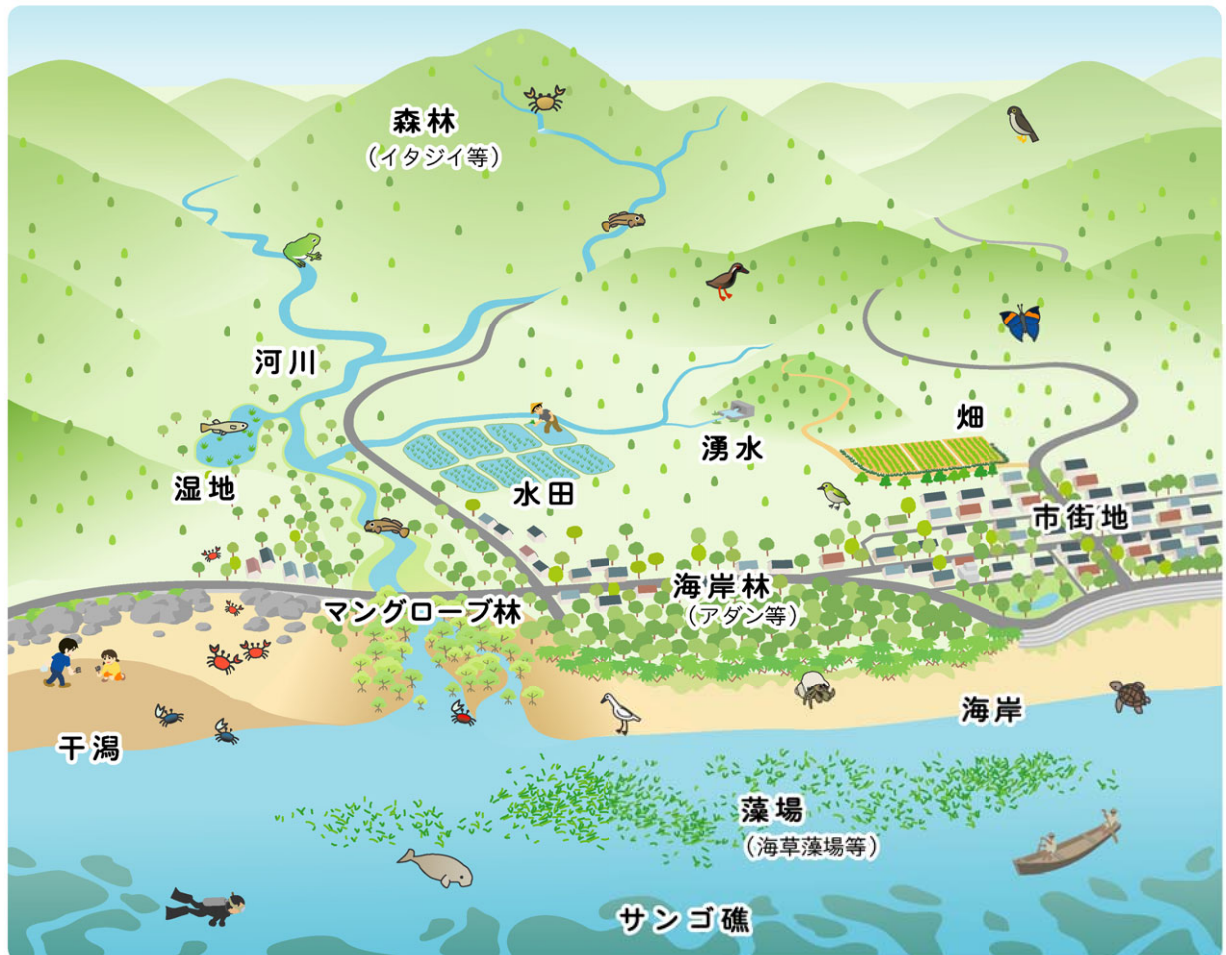 森林
（イタジイ等）
河川
畑
湧水
湿地
水田
市街地
海岸林
（アダン等）
マングローブ林
海岸
干潟
藻場
（海草藻場等）
サンゴ礁